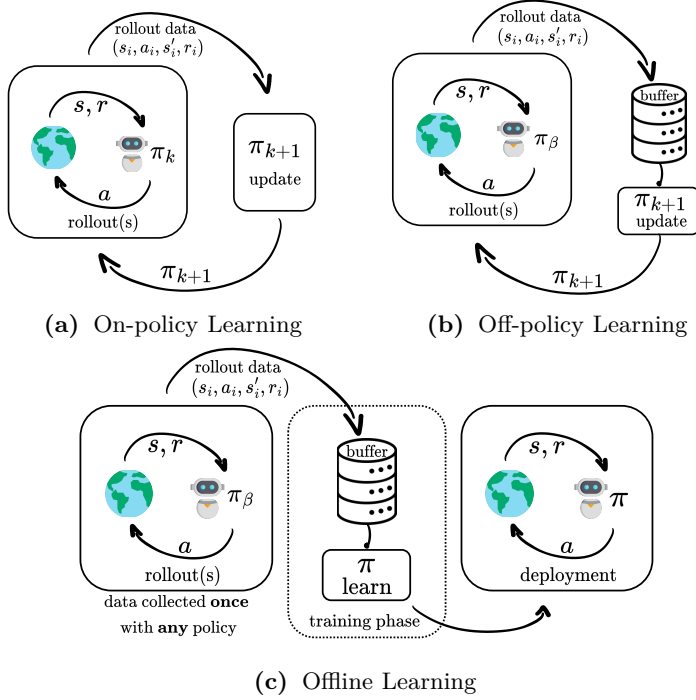 rollout data
(s_i, a_i, s'_i, r_i)
s, r
π_k
a
rollout(s)
π_{k+1}
update
π_{k+1}
(a) On-policy Learning
rollout data
(s_i, a_i, s'_i, r_i)
s, r
π_β
a
rollout(s)
buffer
π_{k+1}
update
π_{k+1}
(b) Off-policy Learning
rollout data
(s_i, a_i, s'_i, r_i)
s, r
π_β
a
rollout(s)
data collected once
with any policy
buffer
π
learn
training phase
s, r
π
a
deployment
(c) Offline Learning